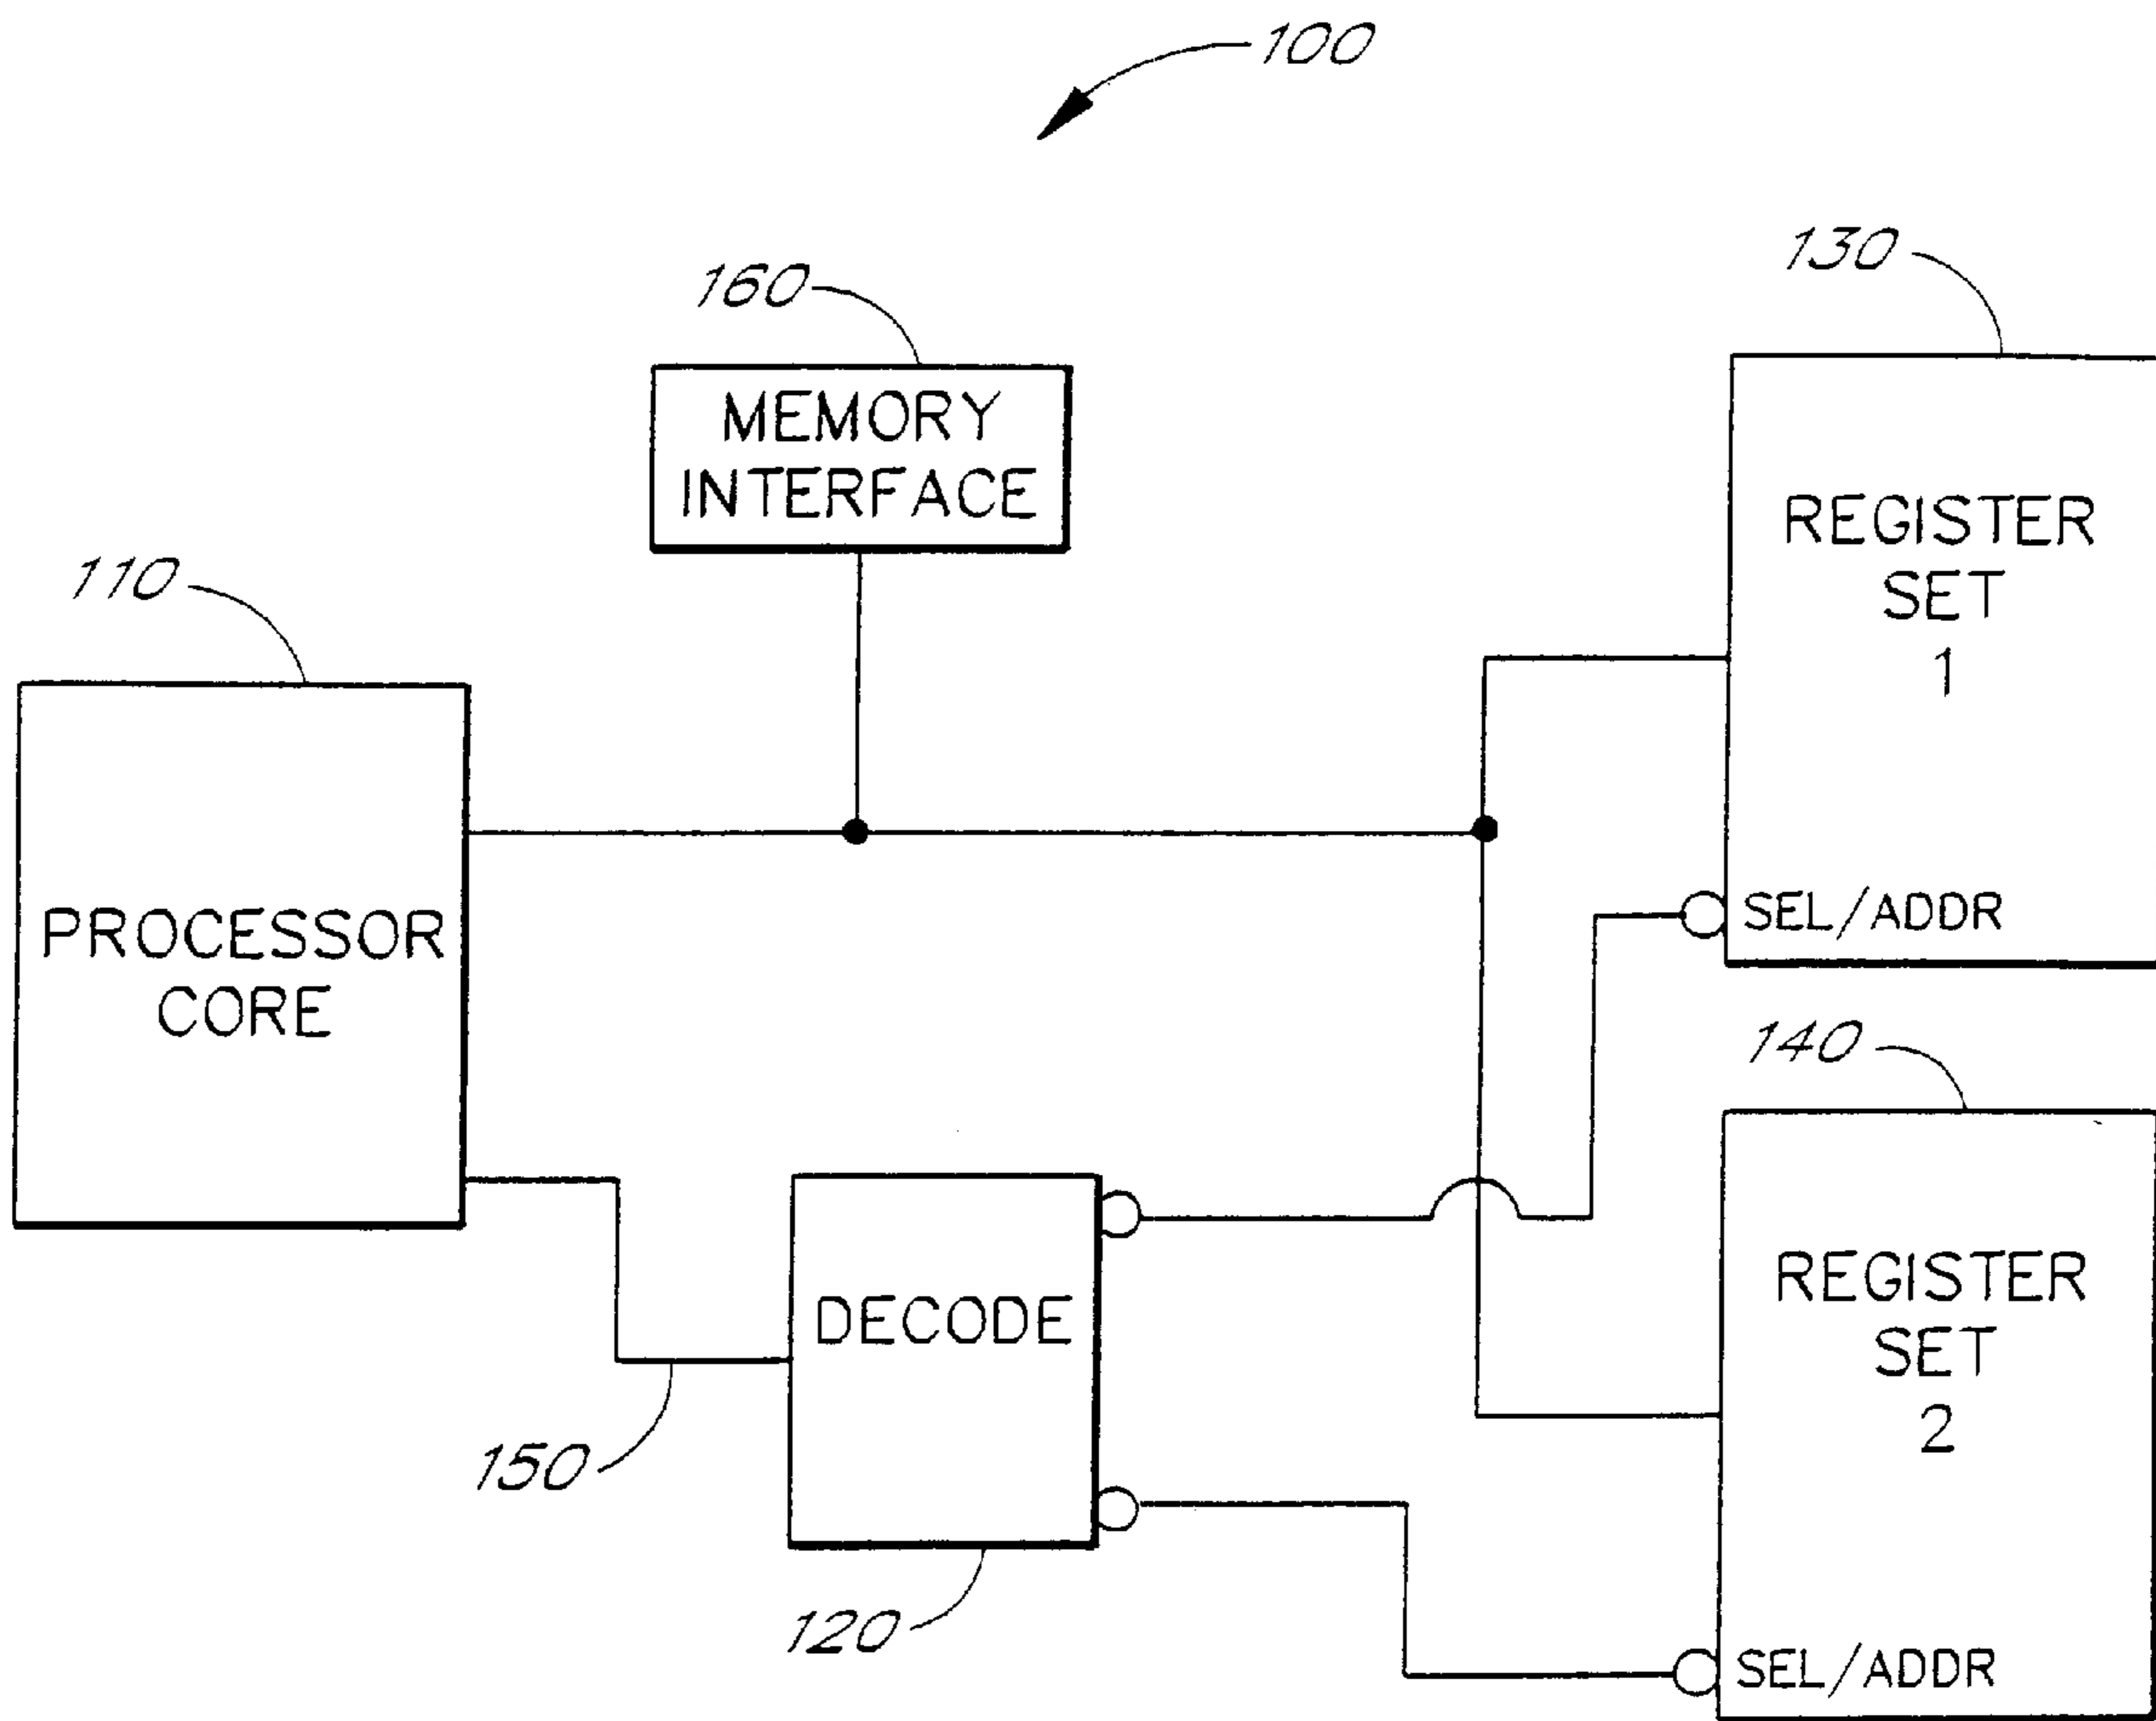 100
130
160
MEMORY
INTERFACE
REGISTER
SET
1
110
SEL/ADDR
PROCESSOR
CORE
140
REGISTER
SET
2
DECODE
150
120
SEL/ADDR